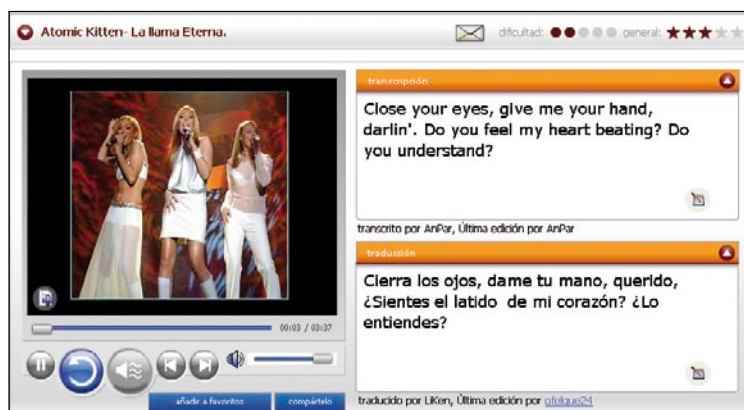 Atomic Kitten- La llama Eterna.
dificultad:
general:
transcripción
Close your eyes, give me your hand,
darlin'. Do you feel my heart beating? Do
you understand?
transcrito por AnPar, Última edición por AnPar
traducción
Cierra los ojos, dame tu mano, querido,
¿Sientes el latido de mi corazón? ¿Lo
entiendes?
traducido por LiKen, Última edición por ofelque24
00:03 / 03:37
añadir a favoritos
compártelo